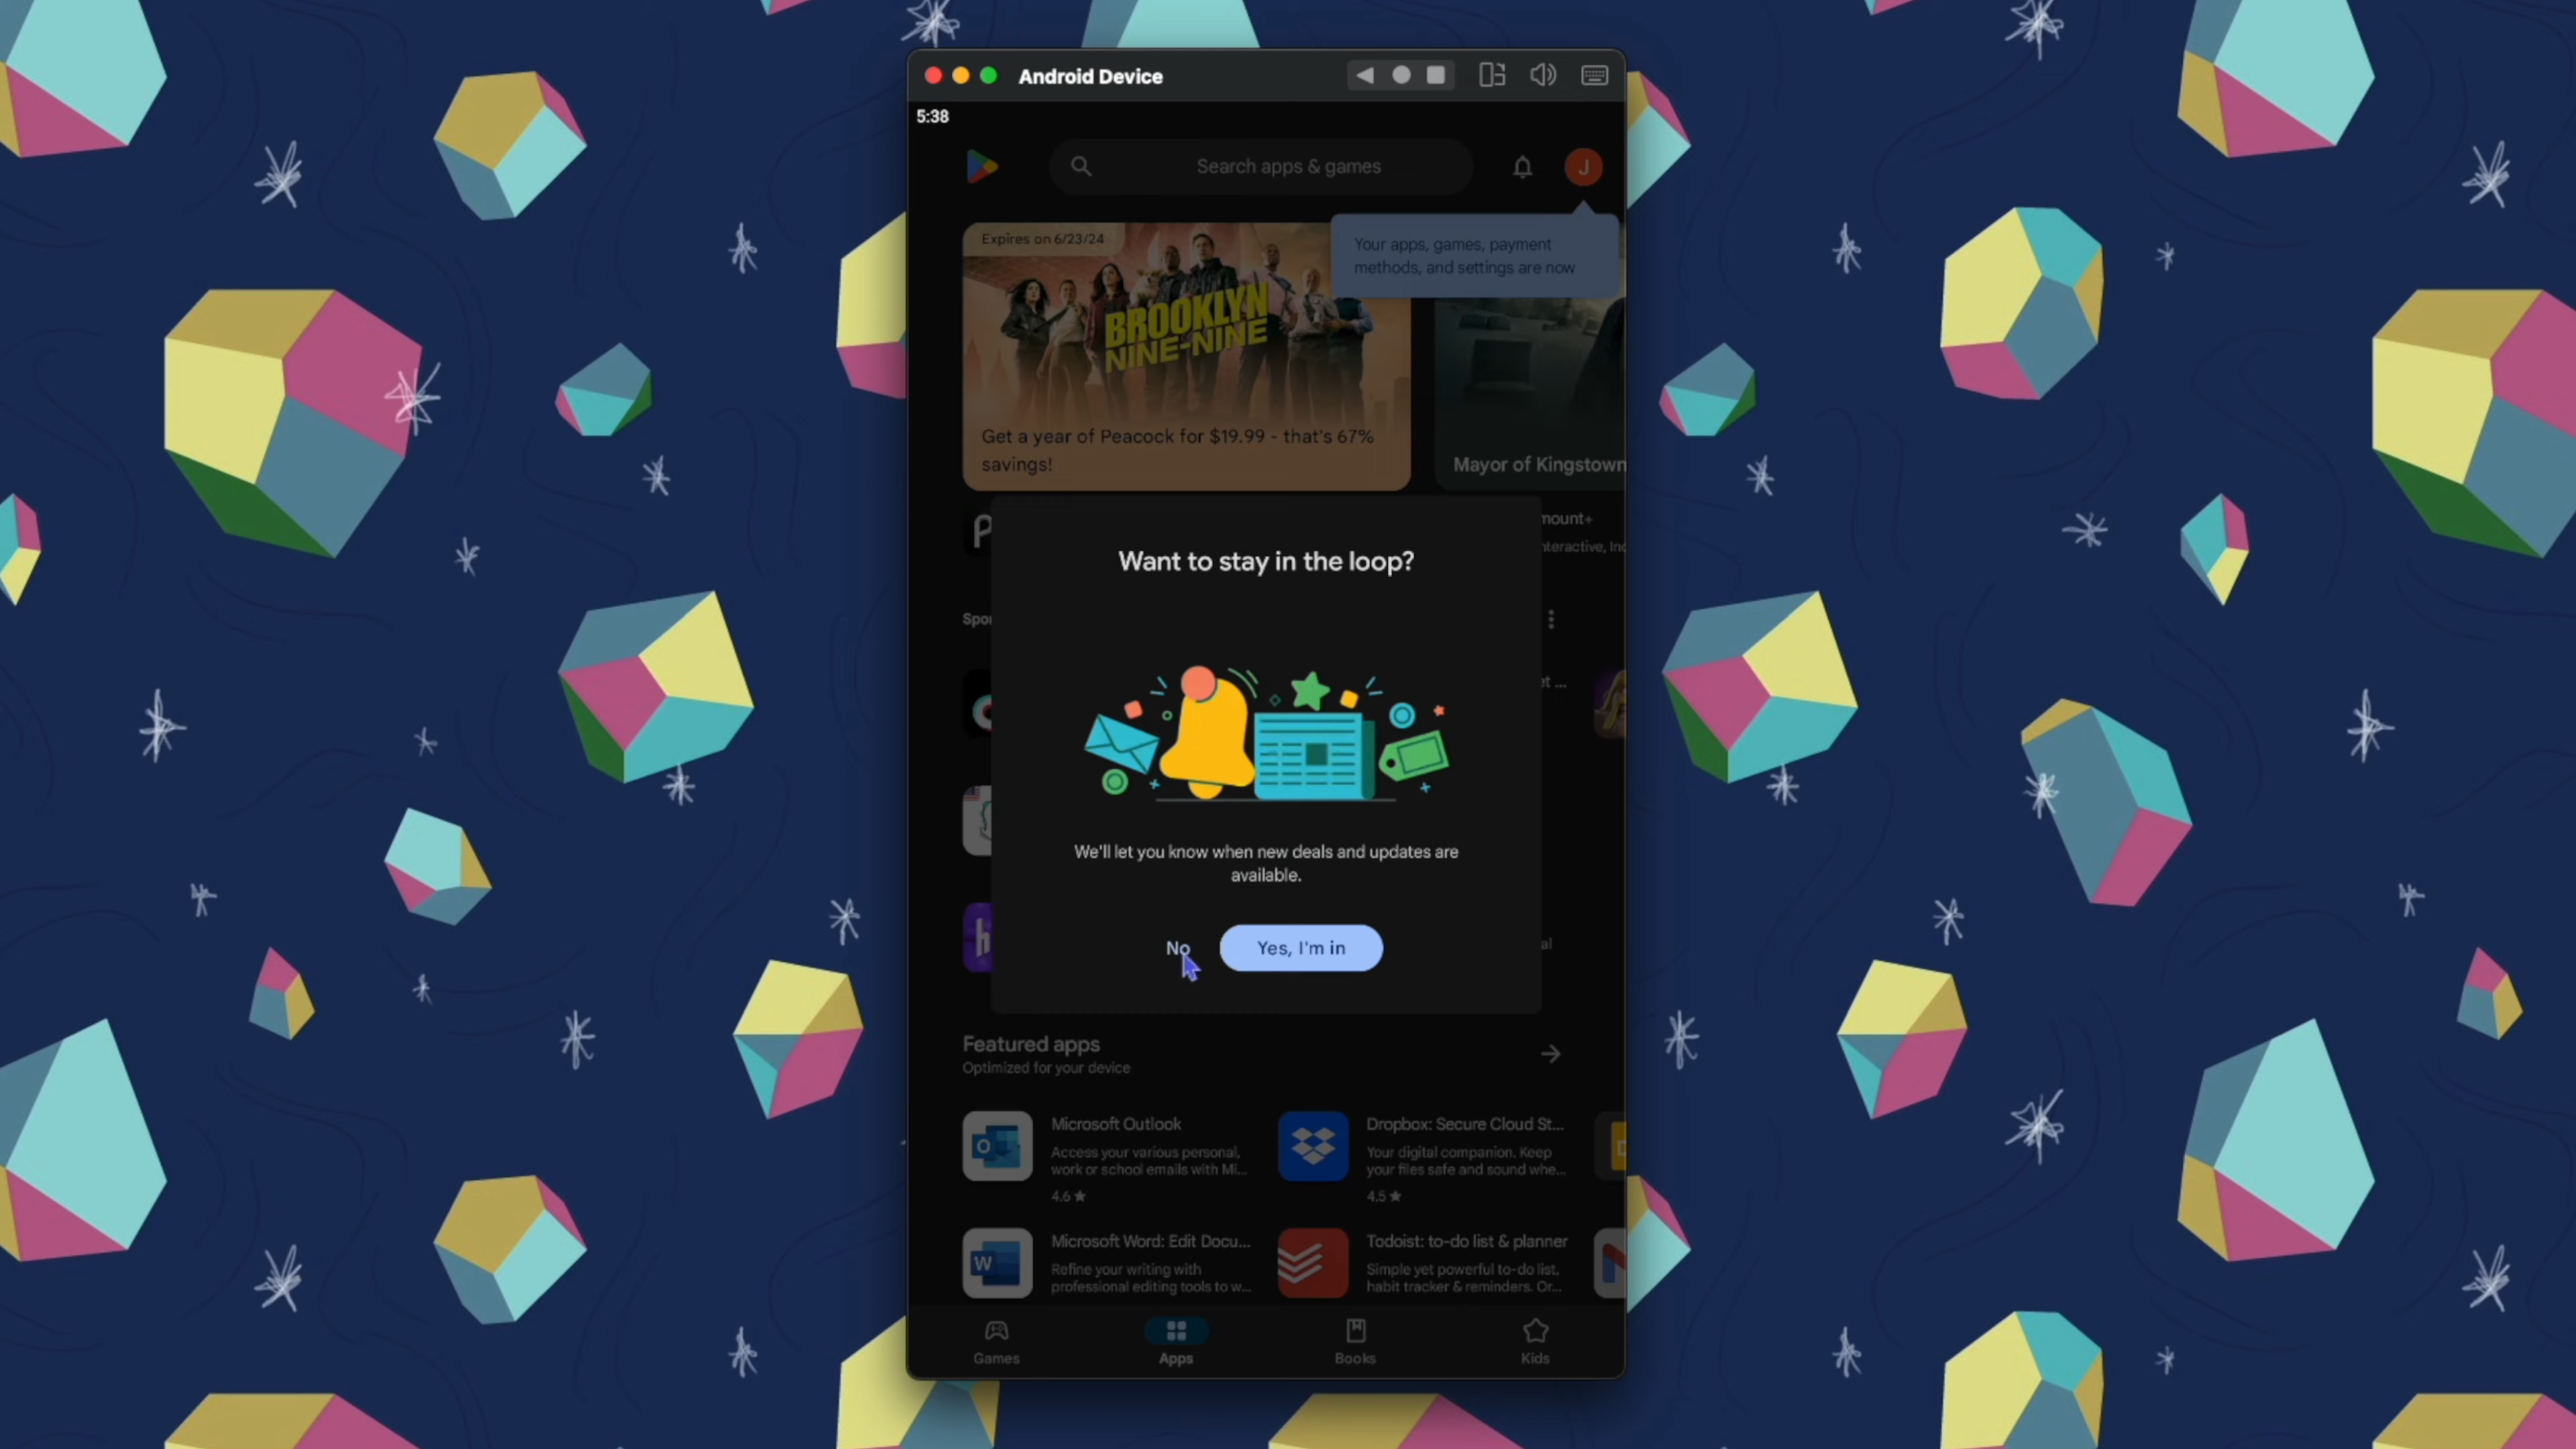 Android Device
5:38
Search apps & games
J
Expires on 6/23/24
Your apps, games, payment
methods, and settings are now
BROOKLYN
NINE-NINE
Get a year of Peacock for $19.99 - that's 67%
savings!
Mayor of Kingstown
mount+
nteractive, Inc
Want to stay in the loop?
Spon
et ...
We'll let you know when new deals and updates are
available.
No
Yes, I'm in
al
Featured apps
Optimized for your device
Microsoft Outlook
Access your various personal,
work or school emails with Mi...
4.6★
Dropbox: Secure Cloud St...
Your digital companion. Keep
your files safe and sound whe...
4.5★
Microsoft Word: Edit Docu...
Refine your writing with
professional editing tools to w...
Todoist: to-do list & planner
Simple yet powerful to-do list,
habit tracker & reminders. Or...
Games
Apps
Books
Kids